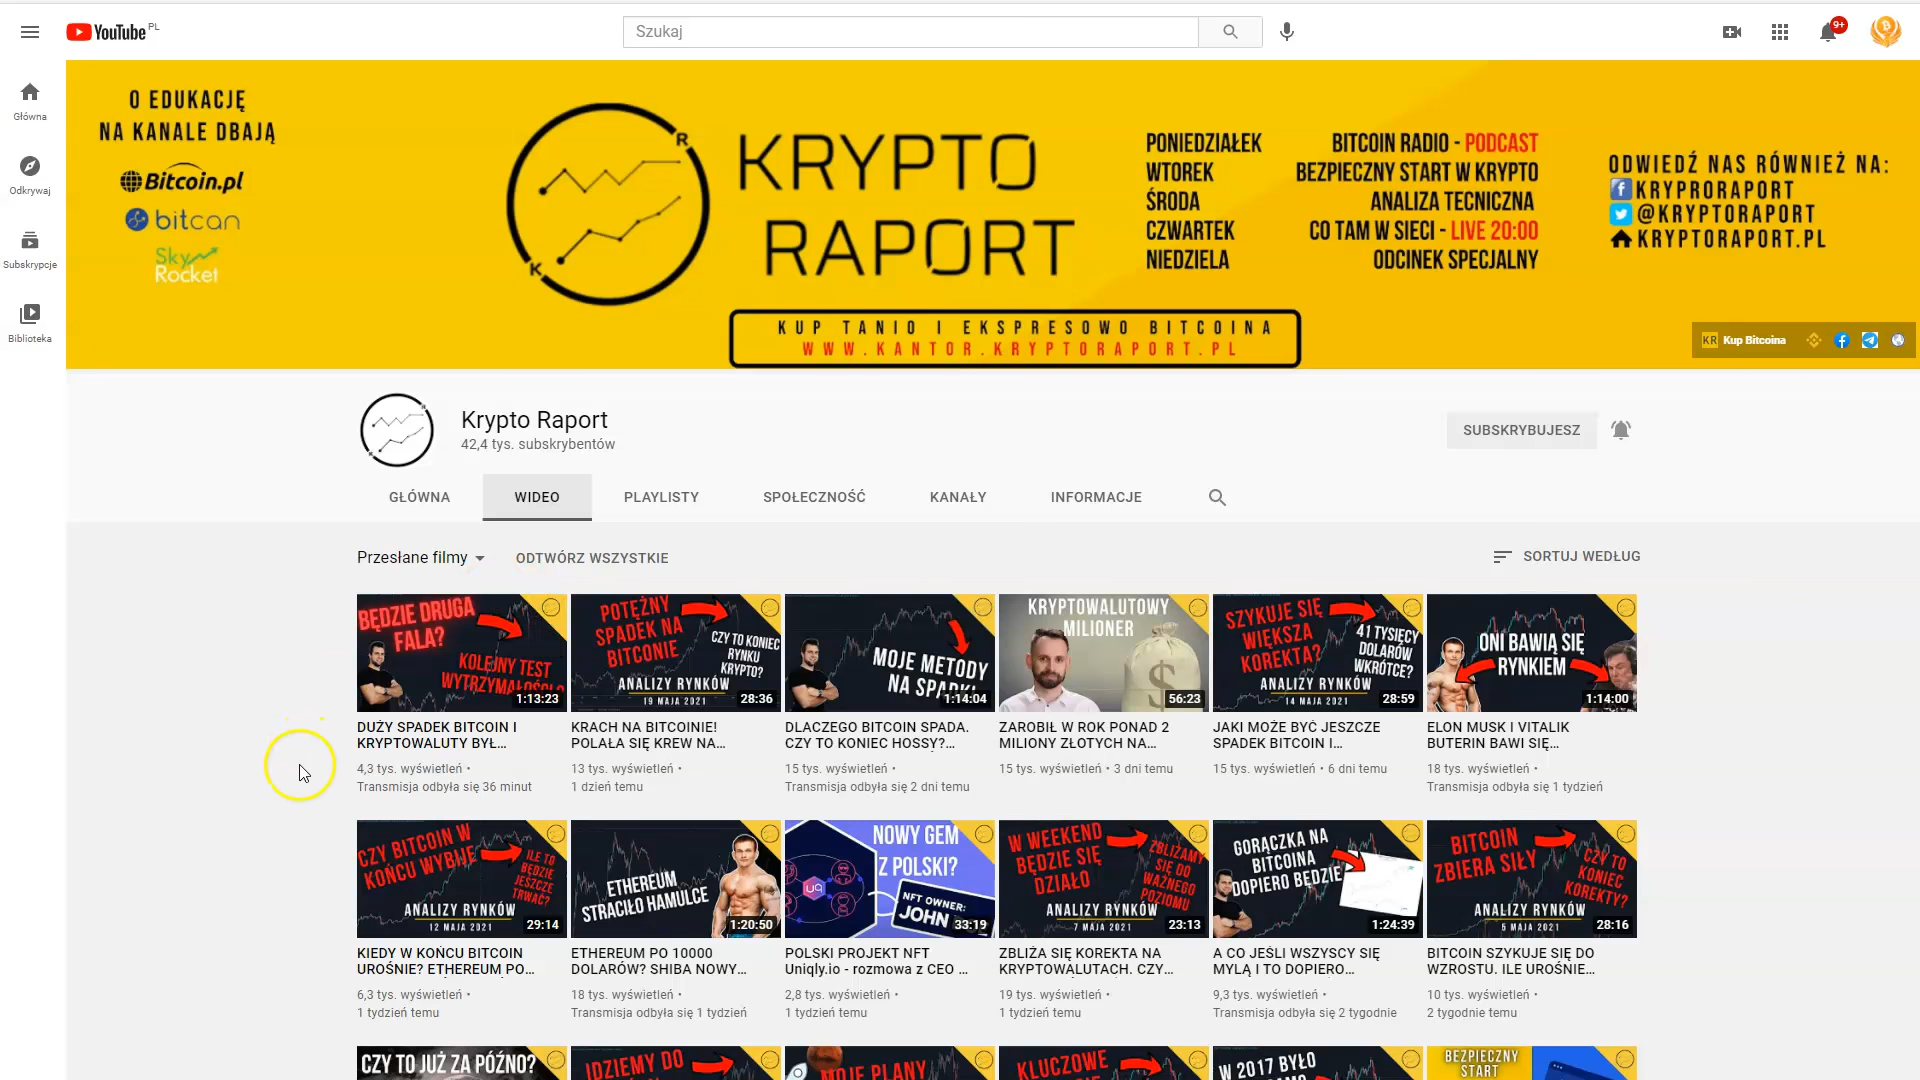 YouTube PL
Szukaj
9+
Główna
Odkrywaj
Subskrypcje
Biblioteka
O EDUKACJĘ
NA KANALE DBAJĄ
Bitcoin.pl
bitcan
Sky
Rocket
R
K
KRYPTO
RAPORT
PONIEDZIAŁEK BITCOIN RADIO - PODCAST
WTOREK BEZPIECZNY START W KRYPTO
ŚRODA ANALIZA TECNICZNA
CZWARTEK CO TAM W SIECI - LIVE 20:00
NIEDZIELA ODCINEK SPECJALNY
ODWIEDŹ NAS RÓWNIEŻ NA:
KRYPRORAPORT
@KRYPTORAPORT
KRYPTORAPORT.PL
KUP TANIO I EKSPRESOWO BITCOINA
WWW.KANTOR.KRYPTORAPORT.PL
KR Kup Bitcoina
Krypto Raport
42,4 tys. subskrybentów
SUBSKRYBUJESZ
GŁÓWNA WIDEO PLAYLISTY SPOŁECZNOŚĆ KANAŁY INFORMACJE
Przesłane filmy ODTWÓRZ WSZYSTKIE
SORTUJ WEDŁUG
BĘDZIE DRUGA
FALA?
KOLEJNY TEST
WYTRZYMAŁOŚCI
1:13:23
DUŻY SPADEK BITCOIN I
KRYPTOWALUTY BYŁ...
4,3 tys. wyświetleń •
Transmisja odbyła się 36 minut
POTĘŻNY
SPADEK NA
BITCONIE
CZY TO KONIEC
RYNKU
KRYPTO?
ANALIZY RYNKÓW
19 MAJA 2021
28:36
KRACH NA BITCOINIE!
POLAŁA SIĘ KREW NA...
13 tys. wyświetleń •
1 dzień temu
MOJE METODY
NA SPADKI
1:14:04
DLACZEGO BITCOIN SPADA.
CZY TO KONIEC HOSSY?...
15 tys. wyświetleń •
Transmisja odbyła się 2 dni temu
KRYPTOWALUTOWY
MILIONER
$
56:23
ZAROBIŁ W ROK PONAD 2
MILIONY ZŁOTYCH NA...
15 tys. wyświetleń • 3 dni temu
SZYKUJE SIĘ
WIĘKSZA
KOREKTA?
41 TYSIĘCY
DOLARÓW
WKRÓTCE?
ANALIZY RYNKÓW
14 MAJA 2021
28:59
JAKI MOŻE BYĆ JESZCZE
SPADEK BITCOIN I...
15 tys. wyświetleń • 6 dni temu
ONI BAWIĄ SIĘ
RYNKIEM
1:14:00
ELON MUSK I VITALIK
BUTERIN BAWI SIĘ...
18 tys. wyświetleń •
Transmisja odbyła się 1 tydzień
CZY BITCOIN W
KOŃCU WYBIJE
ILE TO
BĘDZIE
JESZCZE
TRWAĆ?
ANALIZY RYNKÓW
12 MAJA 2021
29:14
KIEDY W KOŃCU BITCOIN
UROŚNIE? ETHEREUM PO...
6,3 tys. wyświetleń •
1 tydzień temu
ETHEREUM
STRACIŁO HAMULCE
1:20:50
ETHEREUM PO 10000
DOLARÓW? SHIBA NOWY...
18 tys. wyświetleń •
Transmisja odbyła się 1 tydzień
NOWY GEM
Z POLSKI?
UQ
NFT OWNER:
JOHN
33:19
POLSKI PROJEKT NFT
Uniqly.io - rozmowa z CEO ...
2,8 tys. wyświetleń •
1 tydzień temu
W WEEKEND
BĘDZIE SIĘ
DZIAŁO
ZBLIŻAMY
SIĘ DO
WAŻNEGO
POZIOMU
ANALIZY RYNKÓW
7 MAJA 2021
23:13
ZBLIŻA SIĘ KOREKTA NA
KRYPTOWALUTACH. CZY...
19 tys. wyświetleń •
1 tydzień temu
GORĄCZKA NA
BITCOINA
DOPIERO BĘDZIE
1:24:39
A CO JEŚLI WSZYSCY SIĘ
MYLĄ I TO DOPIERO...
9,3 tys. wyświetleń •
Transmisja odbyła się 2 tygodnie
BITCOIN
ZBIERA SIŁY
CZY TO
KONIEC
KOREKTY?
ANALIZY RYNKÓW
5 MAJA 2021
28:16
BITCOIN SZYKUJE SIĘ DO
WZROSTU. ILE UROŚNIE...
10 tys. wyświetleń •
2 tygodnie temu
CZY TO JUŻ ZA PÓŹNO?
IDZIEMY DO
MOJE PLANY
KLUCZOWE
W 2017 BYŁO
BEZPIECZNY
START